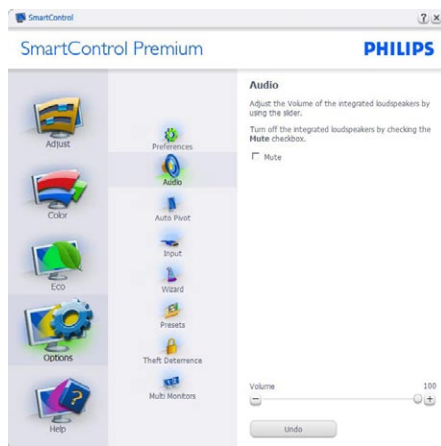 SmartControl
SmartControl Premium
PHILIPS
Adjust
Color
Eco
Options
Help
Preferences
Audio
Auto Pivot
Input
Wizard
Presets
Theft Deterrence
Multi Monitors
Audio
Adjust the Volume of the integrated loudspeakers by
using the slider.
Turn off the integrated loudspeakers by checking the
Mute checkbox.
Mute
Volume 100
Undo